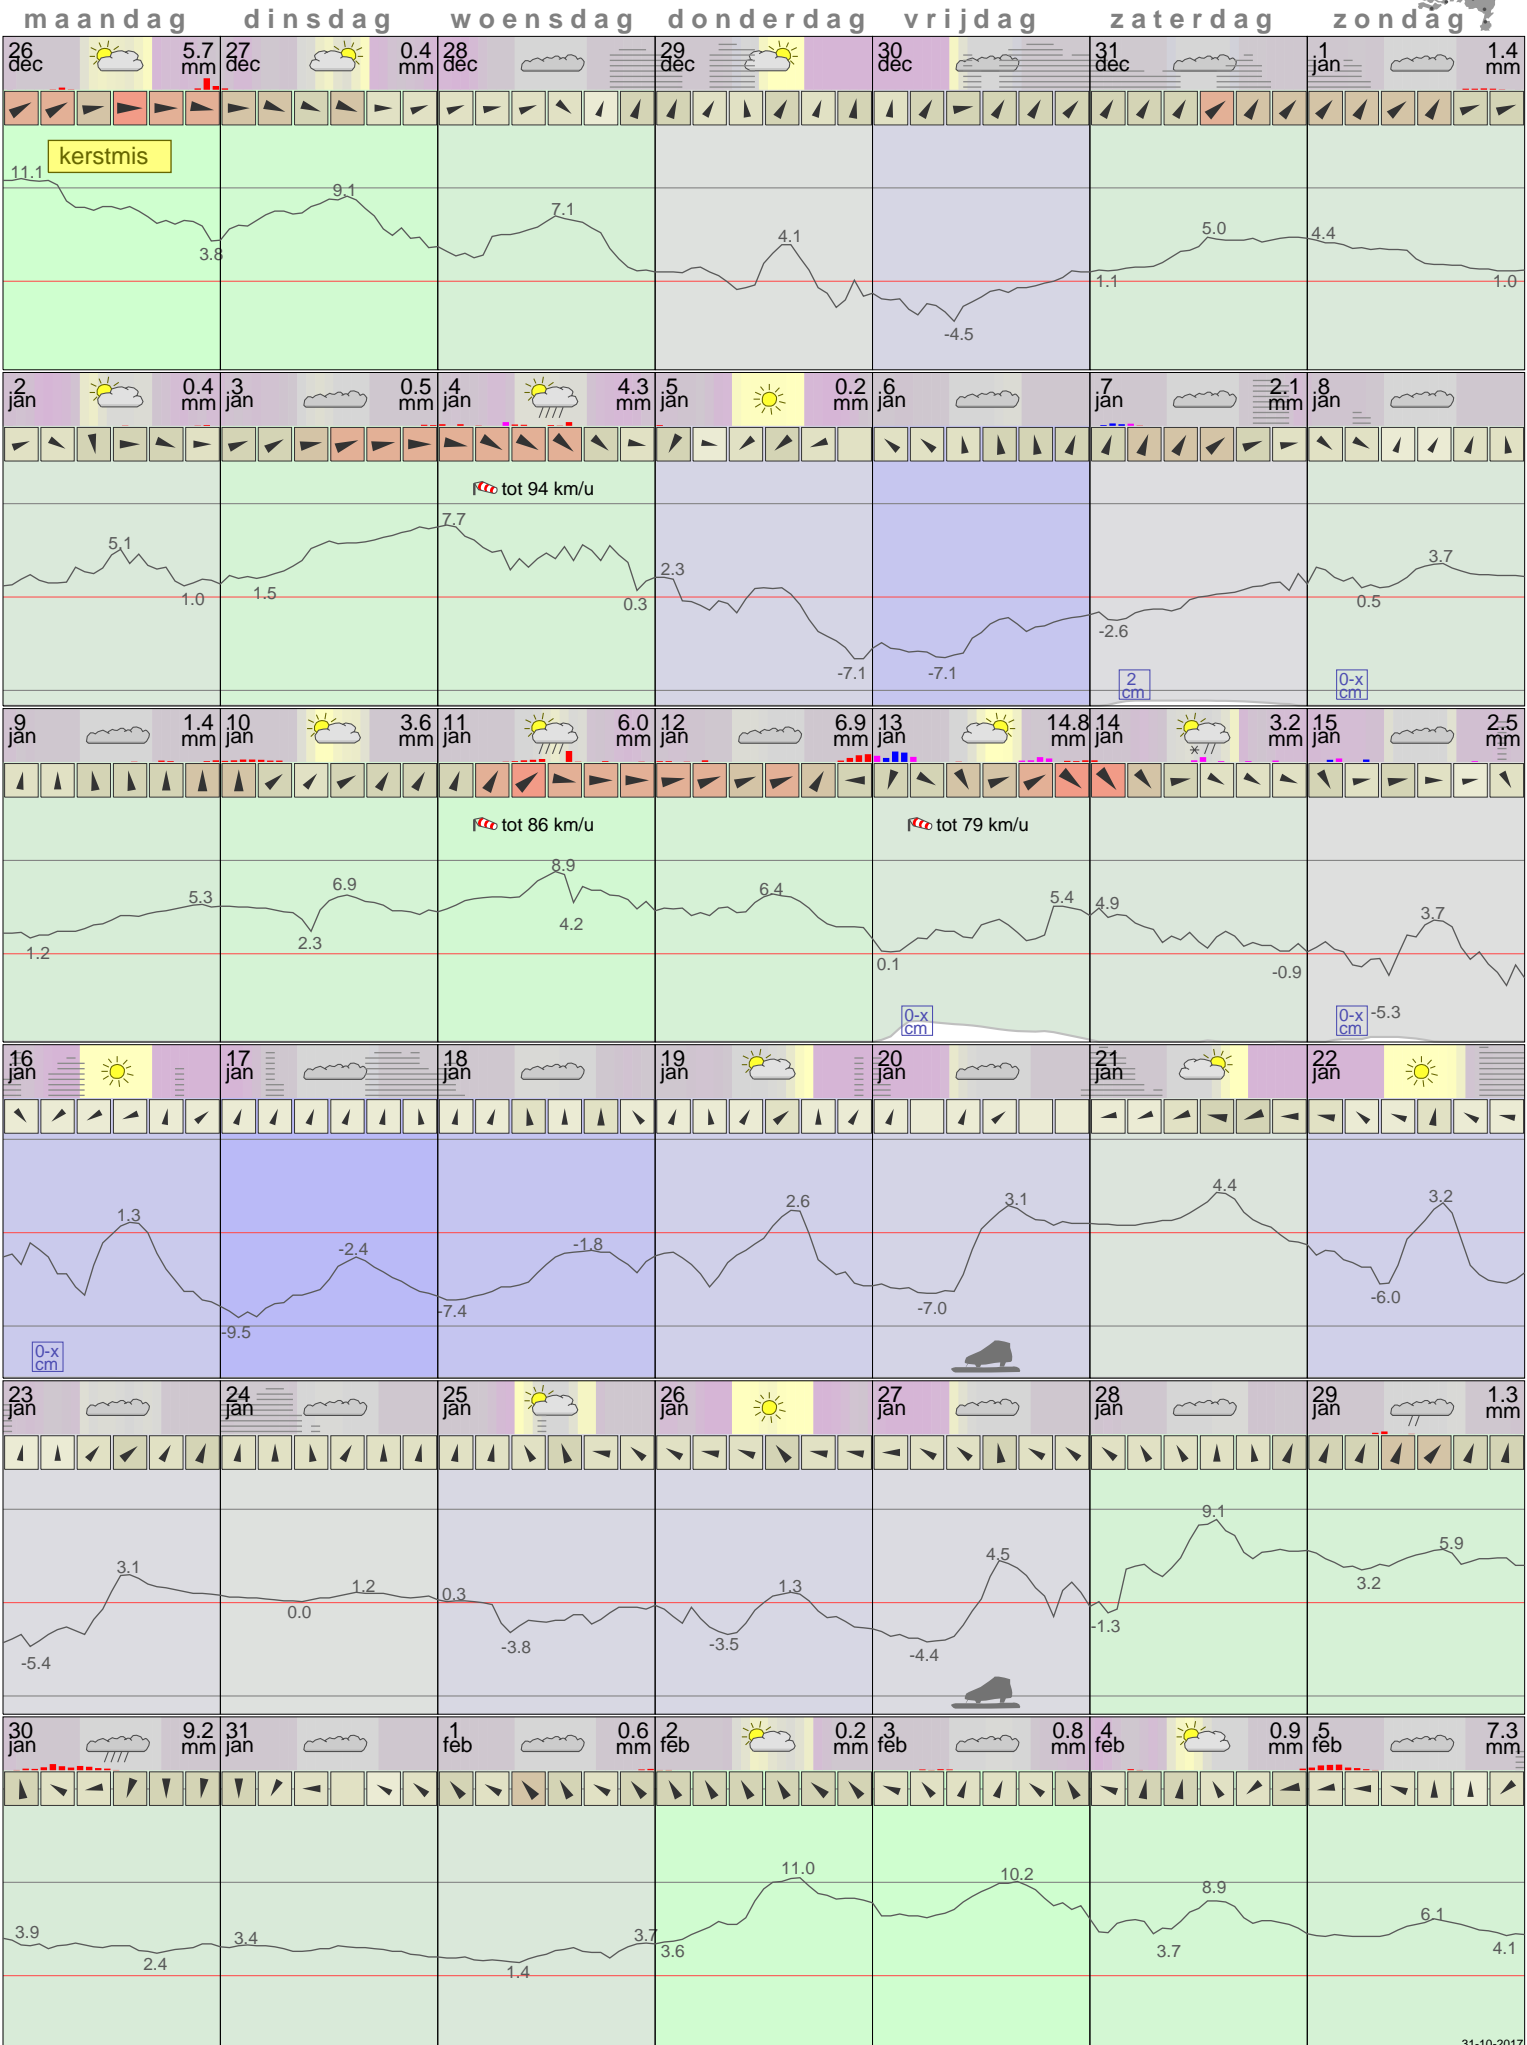 maandag dinsdag woensdag donderdag vrijdag zaterdag zondag
26 dec 5.7 mm 27 dec 0.4 mm 28 dec 29 dec 30 dec 31 dec 1 jan 1.4 mm
kerstmis
11.1 3.8 9.1 7.1 4.1 -4.5 1.1 5.0 4.4 1.0
2 jan 0.4 mm 3 jan 0.5 mm 4 jan 4.3 mm 5 jan 0.2 mm 6 jan 7 jan 2.1 mm 8 jan
tot 94 km/u
5.1 1.0 1.5 7.7 0.3 2.3 -7.1 -7.1 -2.6 0.5 3.7
2 cm 0-x cm
9 jan 1.4 mm 10 jan 3.6 mm 11 jan 6.0 mm 12 jan 6.9 mm 13 jan 14.8 mm 14 jan 3.2 mm 15 jan 2.5 mm
tot 86 km/u tot 79 km/u
1.2 5.3 2.3 6.9 8.9 4.2 6.4 0.1 5.4 4.9 -0.9 3.7 -5.3
0-x cm 0-x cm
16 jan 17 jan 18 jan 19 jan 20 jan 21 jan 22 jan
1.3 -9.5 -2.4 -7.4 -1.8 2.6 -7.0 3.1 4.4 -6.0 3.2
0-x cm
23 jan 24 jan 25 jan 26 jan 27 jan 28 jan 29 jan 1.3 mm
-5.4 3.1 0.0 1.2 0.3 -3.8 -3.5 1.3 -4.4 4.5 -1.3 9.1 3.2 5.9
30 jan 9.2 mm 31 jan 1 feb 0.6 mm 2 feb 0.2 mm 3 feb 0.8 mm 4 feb 0.9 mm 5 feb 7.3 mm
3.9 2.4 3.4 1.4 3.7 3.6 11.0 10.2 3.7 8.9 6.1 4.1
31-10-2017